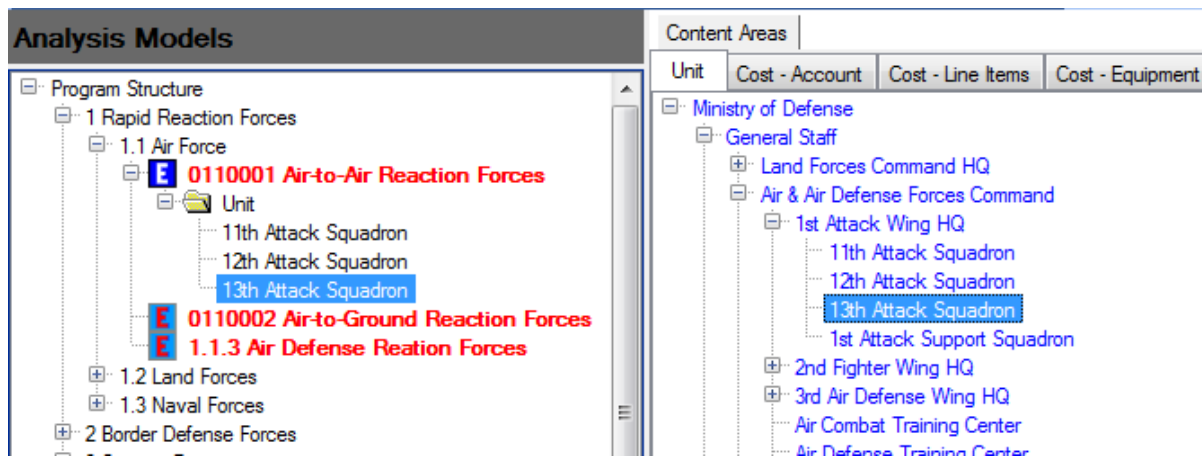 Analysis Models
Program Structure
1 Rapid Reaction Forces
1.1 Air Force
E 0110001 Air-to-Air Reaction Forces
Unit
11th Attack Squadron
12th Attack Squadron
13th Attack Squadron
E 0110002 Air-to-Ground Reaction Forces
E 1.1.3 Air Defense Reation Forces
1.2 Land Forces
1.3 Naval Forces
2 Border Defense Forces
Content Areas
Unit Cost - Account Cost - Line Items Cost - Equipment
Ministry of Defense
General Staff
Land Forces Command HQ
Air & Air Defense Forces Command
1st Attack Wing HQ
11th Attack Squadron
12th Attack Squadron
13th Attack Squadron
1st Attack Support Squadron
2nd Fighter Wing HQ
3rd Air Defense Wing HQ
Air Combat Training Center
Air Defense Training Center